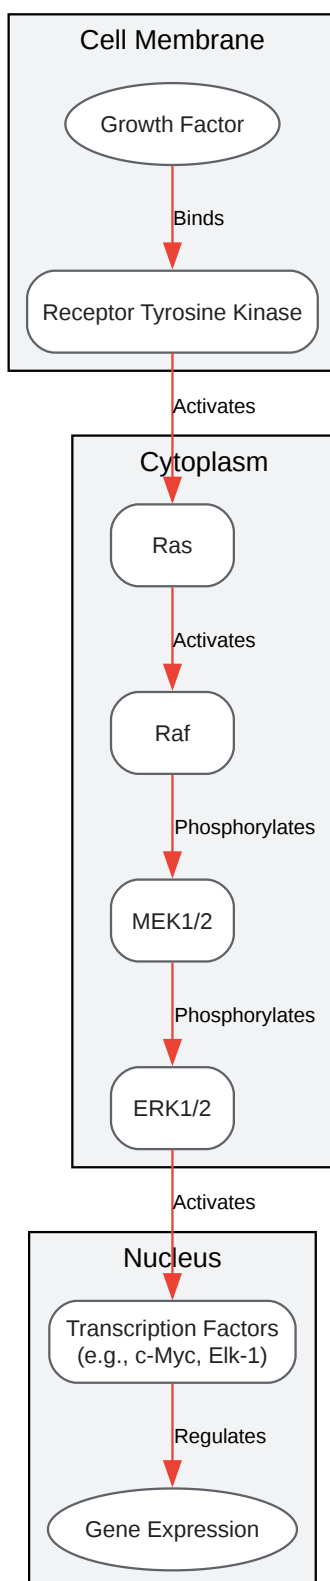 Cell Membrane
Growth Factor
Binds
Receptor Tyrosine Kinase
Activates
Cytoplasm
Ras
Activates
Raf
Phosphorylates
MEK1/2
Phosphorylates
ERK1/2
Activates
Nucleus
Transcription Factors
(e.g., c-Myc, Elk-1)
Regulates
Gene Expression